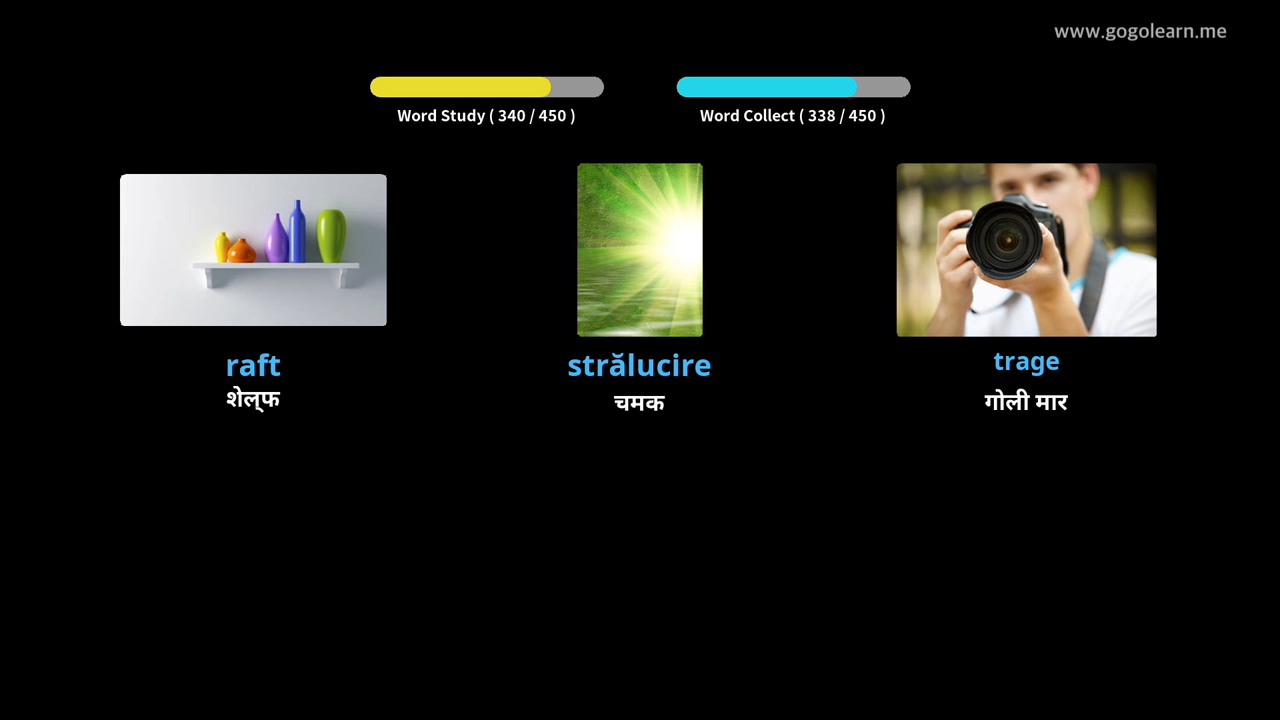 www.gogolearn.me
Word Study ( 340 / 450 )
Word Collect ( 338 / 450 )
raft
शेल्फ
strălucire
चमक
trage
गोली मार